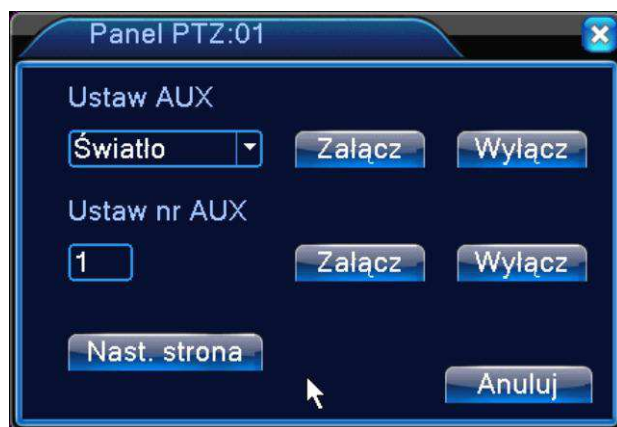 Panel PTZ:01
Ustaw AUX
Światło Załącz Wyłącz
Ustaw nr AUX
1 Załącz Wyłącz
Nast. strona
Anuluj